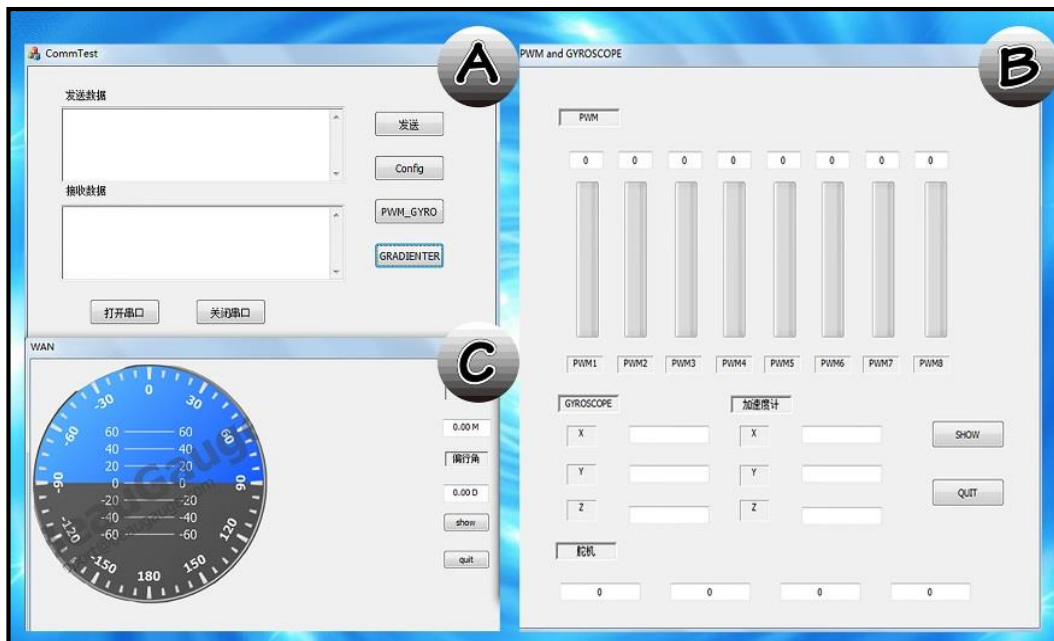 CommTest
A
发送数据
发送
Config
接收数据
PWM_GYRO
GRADIENTER
打开串口
关闭串口
PWM and GYROSCOPE
B
PWM
0 0 0 0 0 0 0 0
PWM1 PWM2 PWM3 PWM4 PWM5 PWM6 PWM7 PWM8
GYROSCOPE
加速度计
X X
SHOW
Y Y
QUIT
Z Z
舵机
0 0 0 0
WAN
C
0
-30 30
-60 60
-90 90
-120 120
-150 150
180
60 60
40 40
20 20
0 0
-20 -20
-40 -40
-60 -60
0.00 M
偏行角
0.00 D
show
quit